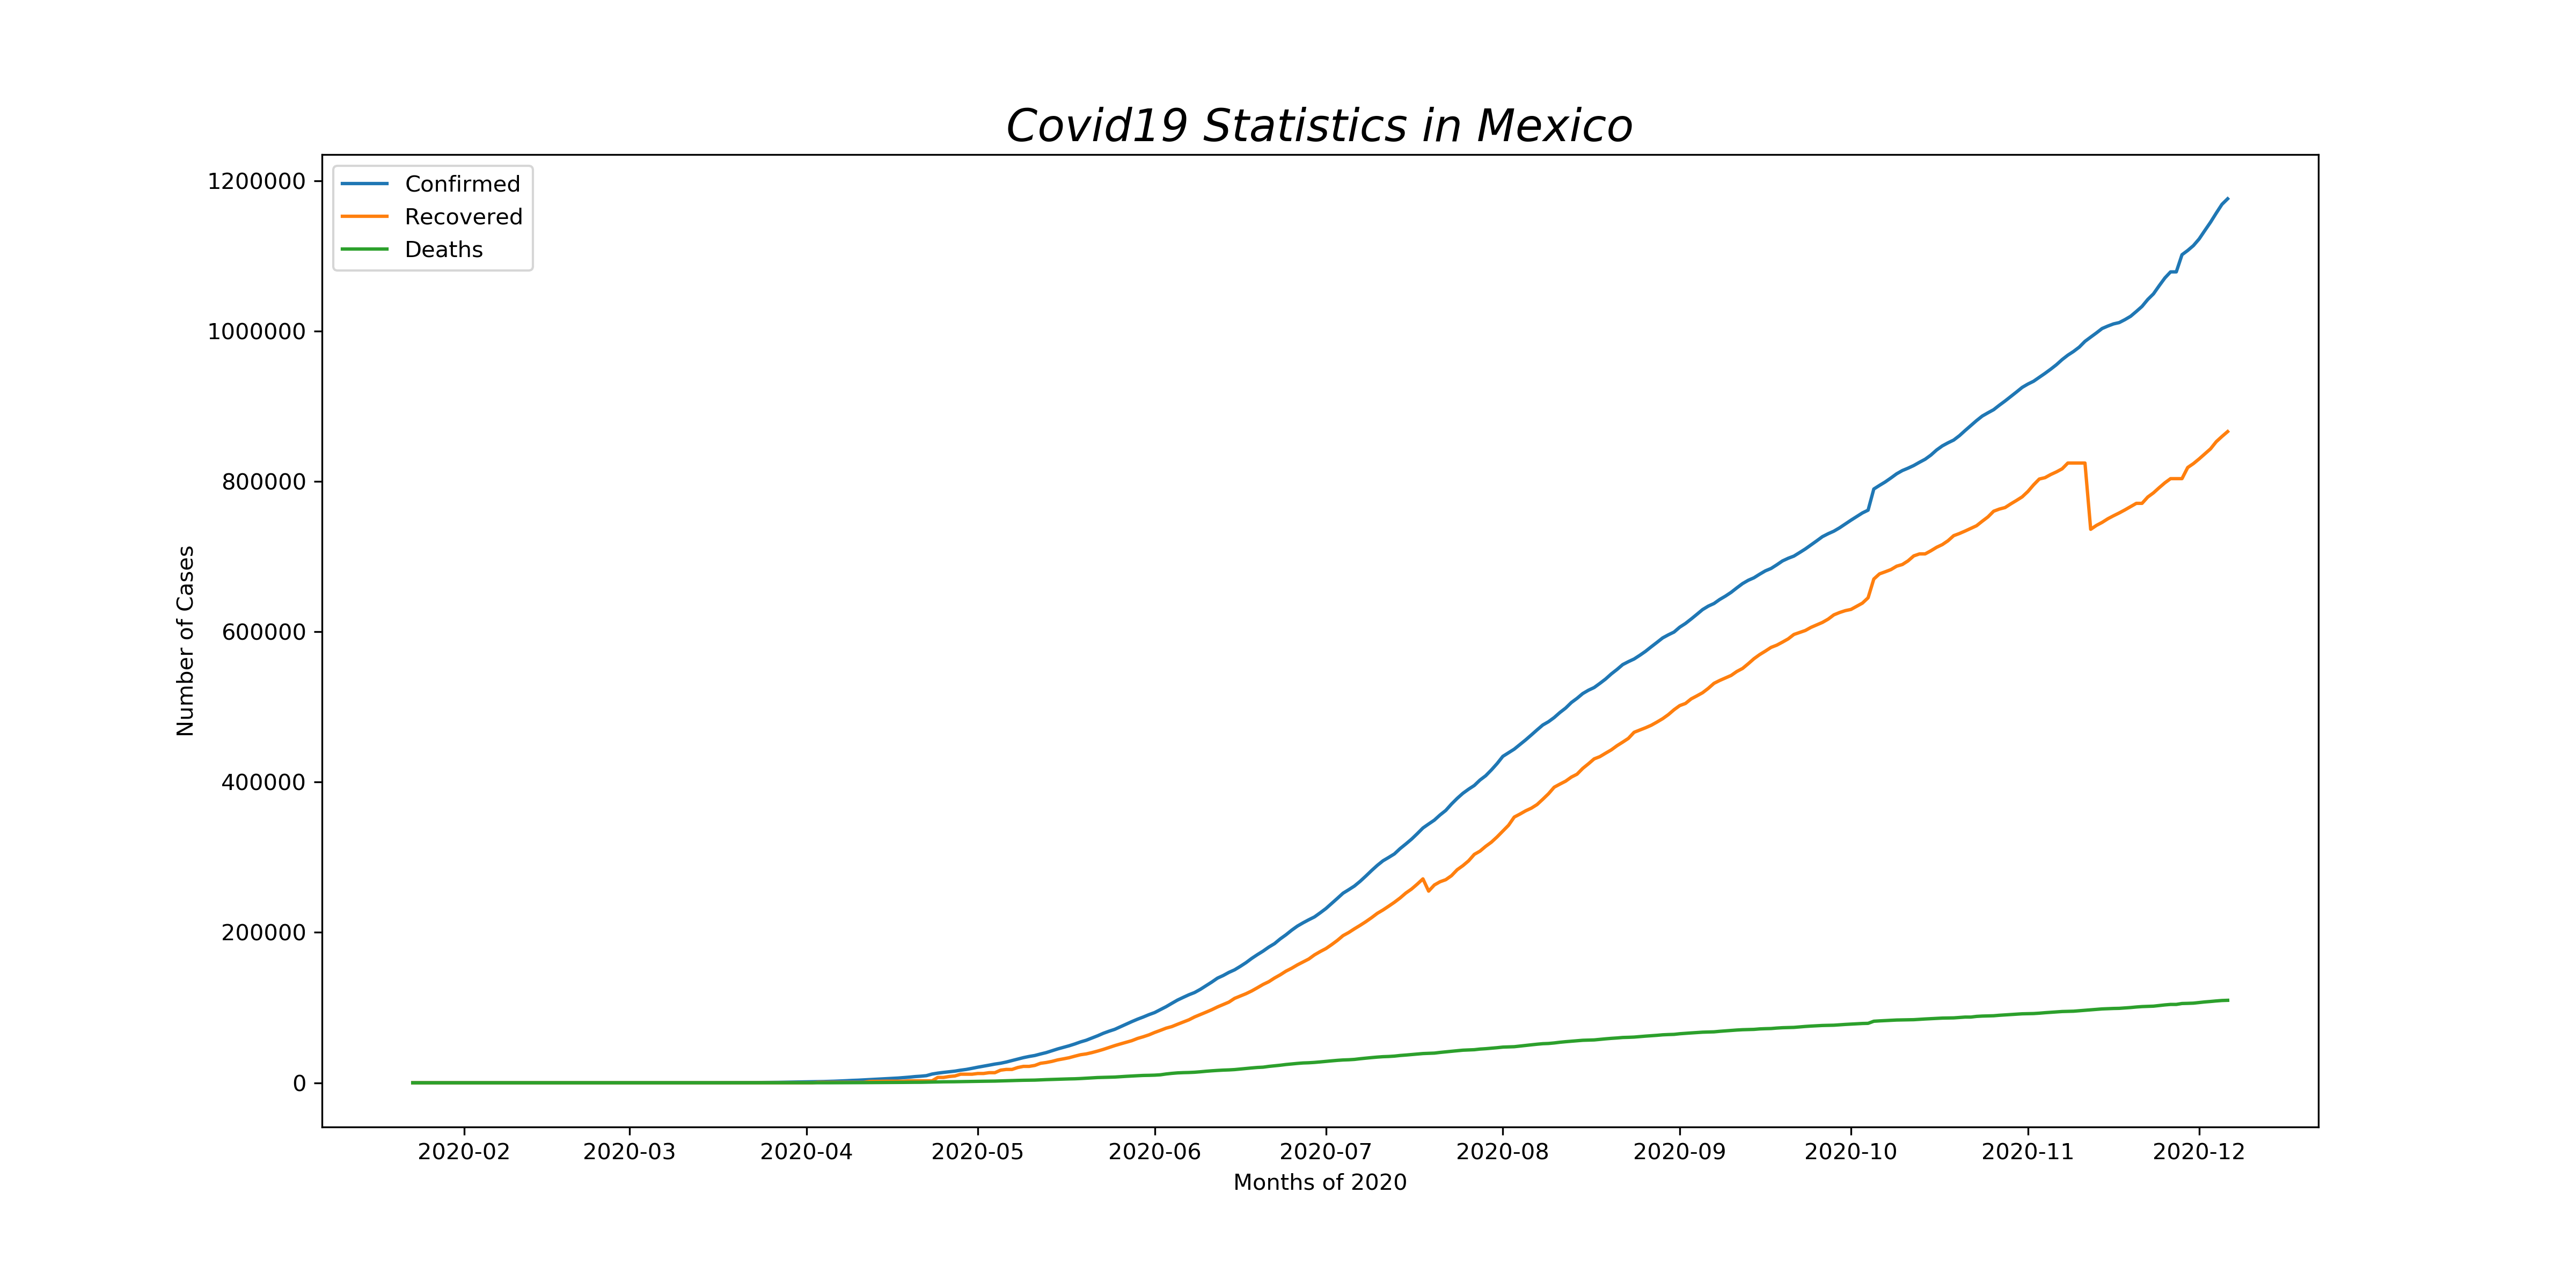 Covid19 Statistics in Mexico
Confirmed
Recovered
Deaths
1200000
1000000
800000
600000
400000
200000
0
Number of Cases
2020-02 2020-03 2020-04 2020-05 2020-06 2020-07 2020-08 2020-09 2020-10 2020-11 2020-12
Months of 2020